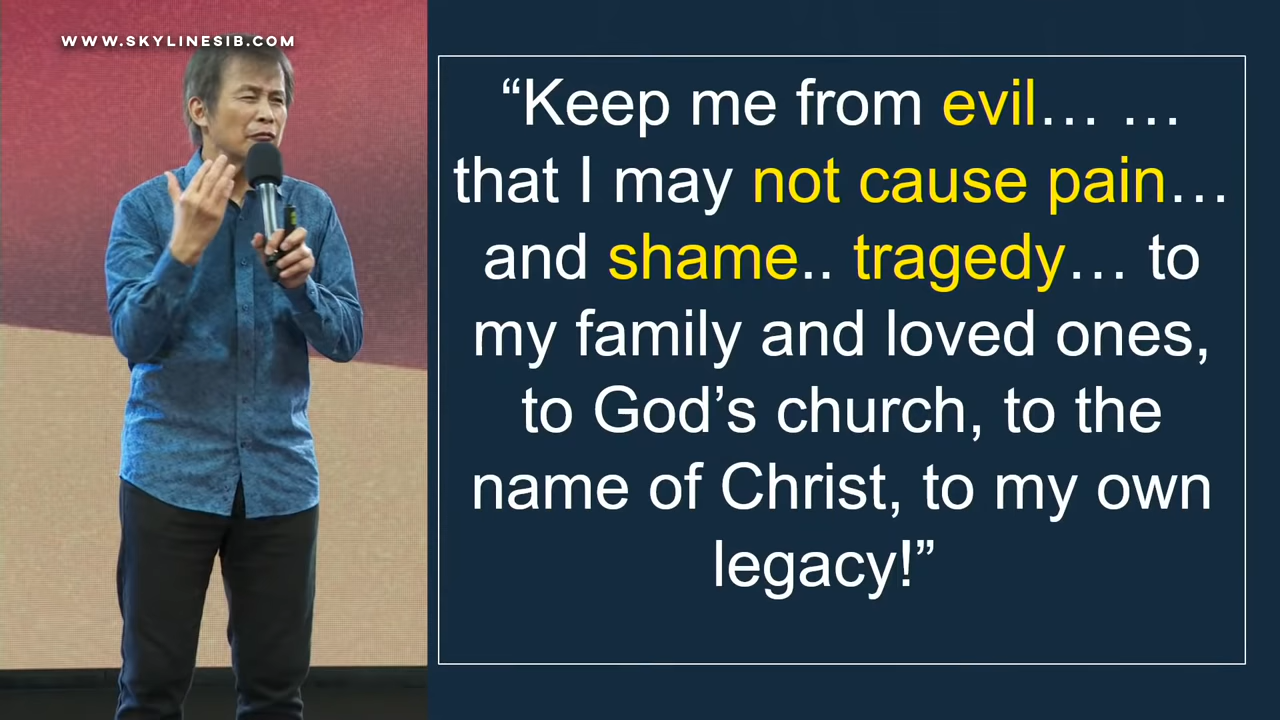 WWW.SKYLINESIB.COM
“Keep me from evil… …
that I may not cause pain…
and shame.. tragedy… to
my family and loved ones,
to God’s church, to the
name of Christ, to my own
legacy!”